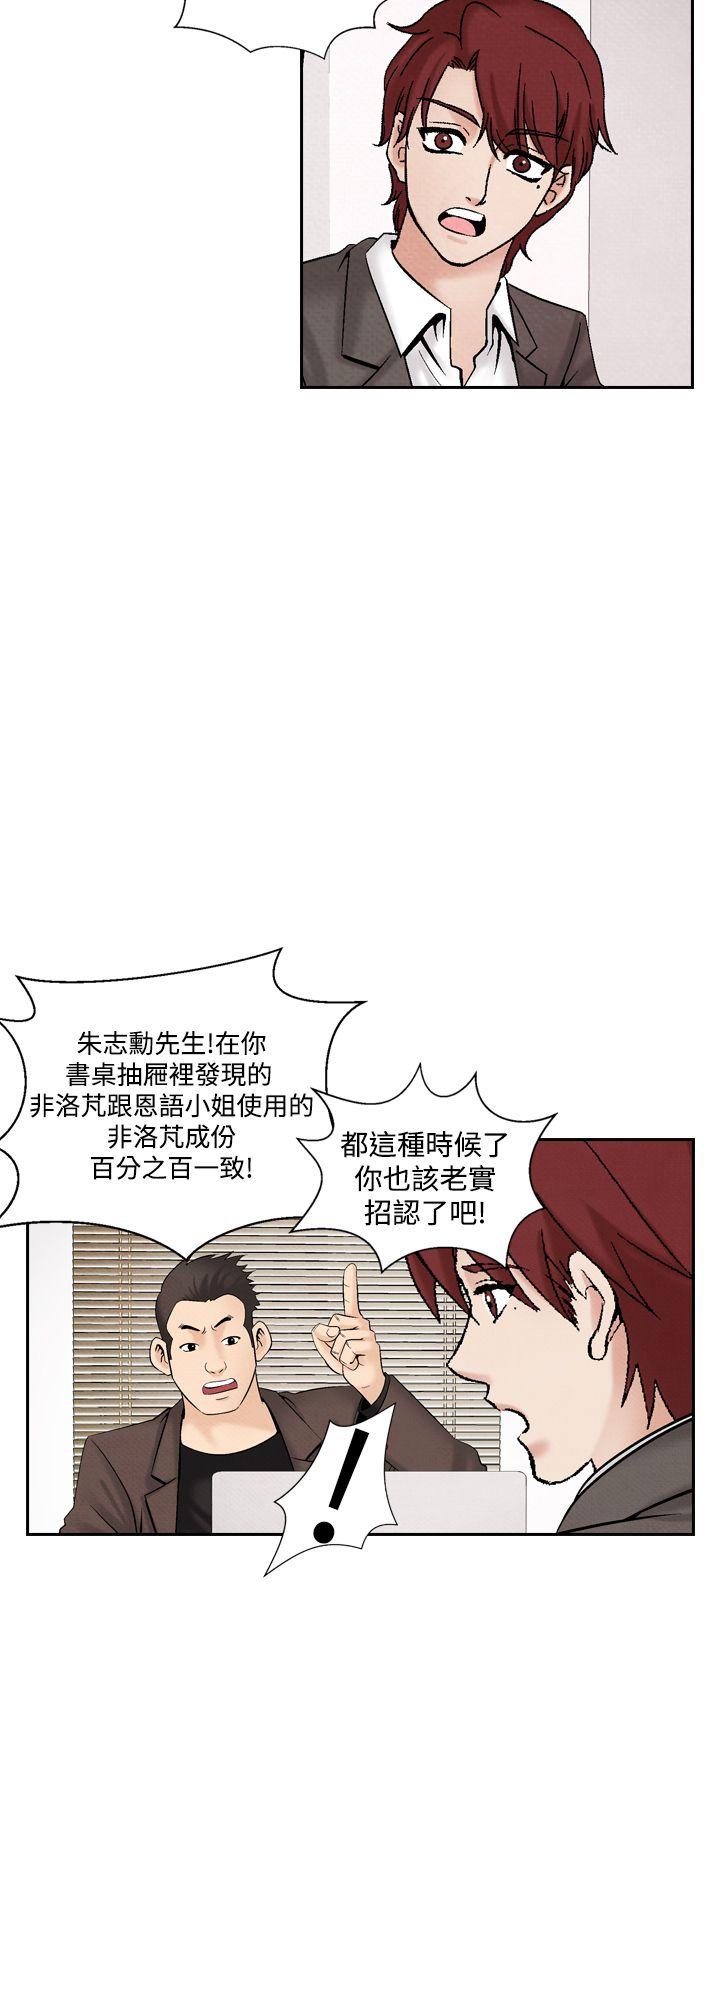 朱志勳先生!在你
書桌抽屜裡發現的
非洛芃跟恩語小姐使用的
非洛芃成份
百分之百一致!
都這種時候了
你也該老實
招認了吧!
!